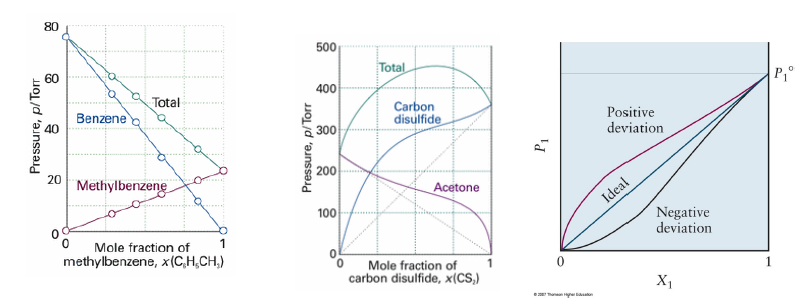 80
60
40
20
0
Pressure, p/Torr
Total
Benzene
Methylbenzene
0
1
Mole fraction of
methylbenzene, x(C₆H₅CH₃)
500
400
300
200
100
0
Pressure, p/Torr
Total
Carbon
disulfide
Acetone
0
1
Mole fraction of
carbon disulfide, x(CS₂)
P₁°
P₁
Positive
deviation
Ideal
Negative
deviation
0
1
X₁
© 2007 Thomson Higher Education